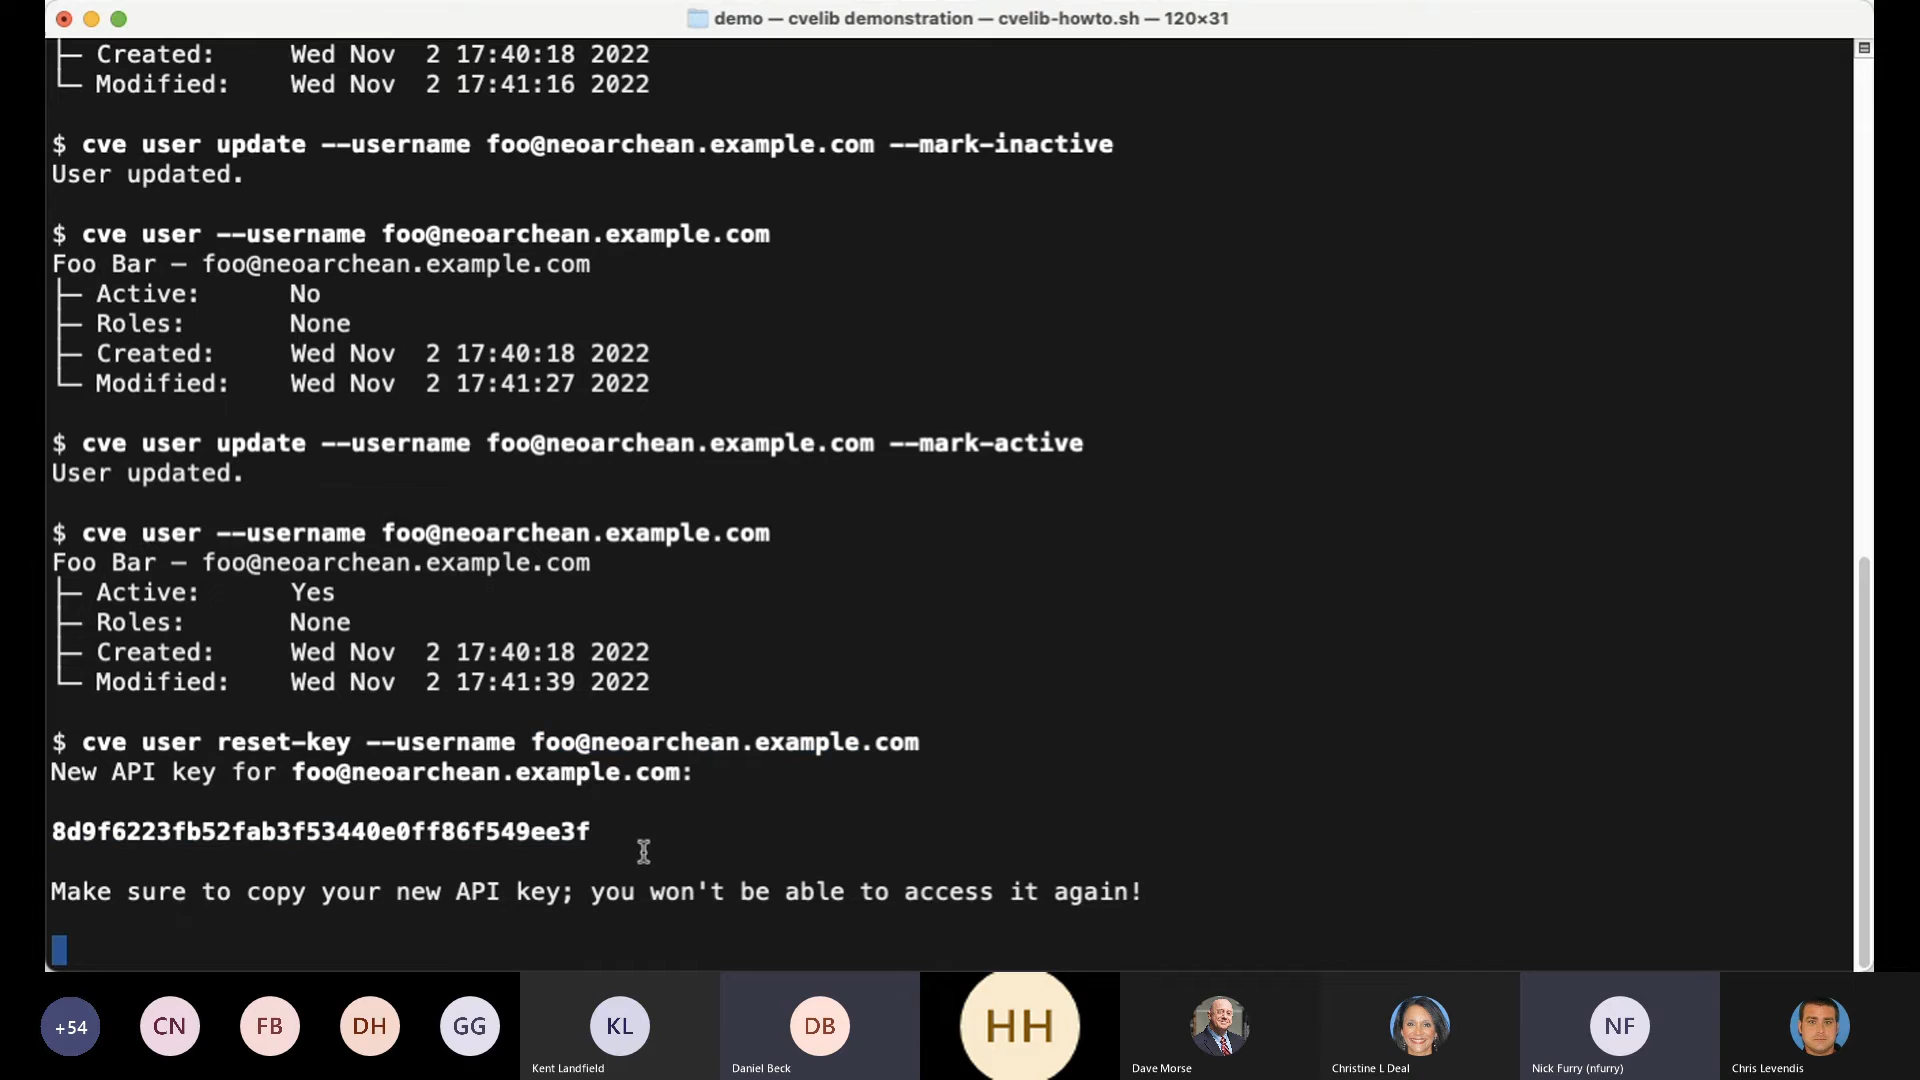 demo — cvelib demonstration — cvelib-howto.sh — 120×31
├─ Created:     Wed Nov  2 17:40:18 2022
└─ Modified:    Wed Nov  2 17:41:16 2022
$ cve user update --username foo@neoarchean.example.com --mark-inactive
User updated.
$ cve user --username foo@neoarchean.example.com
Foo Bar — foo@neoarchean.example.com
├─ Active:      No
├─ Roles:       None
├─ Created:     Wed Nov  2 17:40:18 2022
└─ Modified:    Wed Nov  2 17:41:27 2022
$ cve user update --username foo@neoarchean.example.com --mark-active
User updated.
$ cve user --username foo@neoarchean.example.com
Foo Bar — foo@neoarchean.example.com
├─ Active:      Yes
├─ Roles:       None
├─ Created:     Wed Nov  2 17:40:18 2022
└─ Modified:    Wed Nov  2 17:41:39 2022
$ cve user reset-key --username foo@neoarchean.example.com
New API key for foo@neoarchean.example.com:
8d9f6223fb52fab3f53440e0ff86f549ee3f
Make sure to copy your new API key; you won't be able to access it again!
+54 CN FB DH GG KL DB HH NF
Kent Landfield Daniel Beck Dave Morse Christine L Deal Nick Furry (nfurry) Chris Levendis